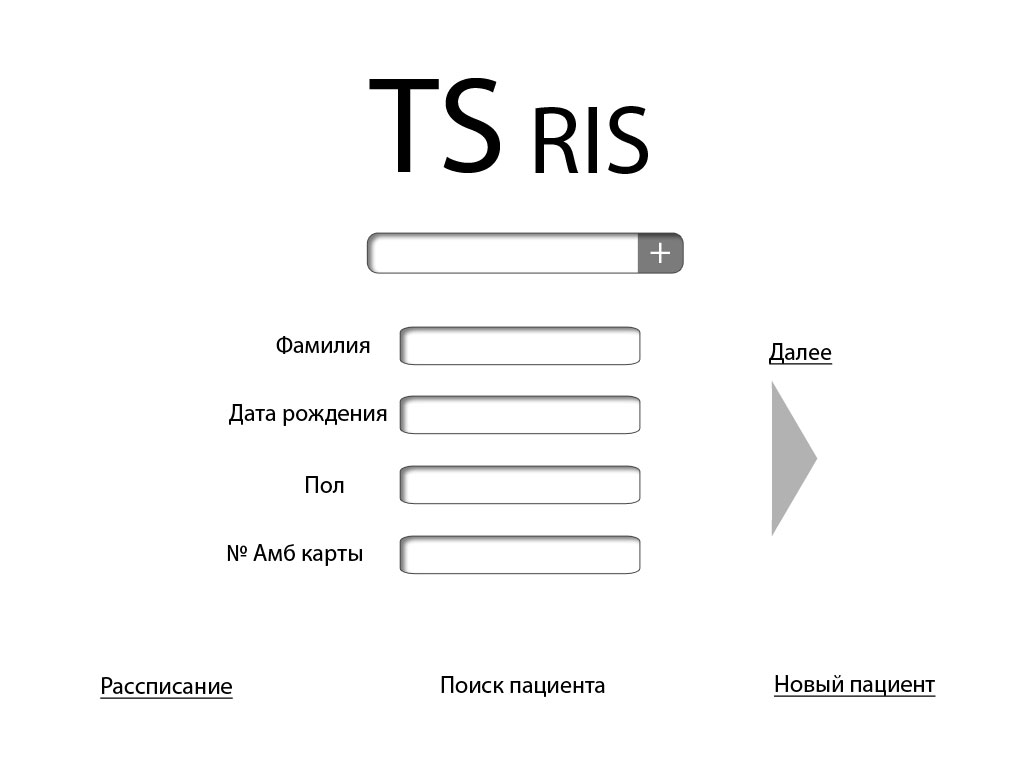 TS RIS
+
Фамилия
Далее
Дата рождения
Пол
№ Амб карты
Рассписание
Поиск пациента
Новый пациент